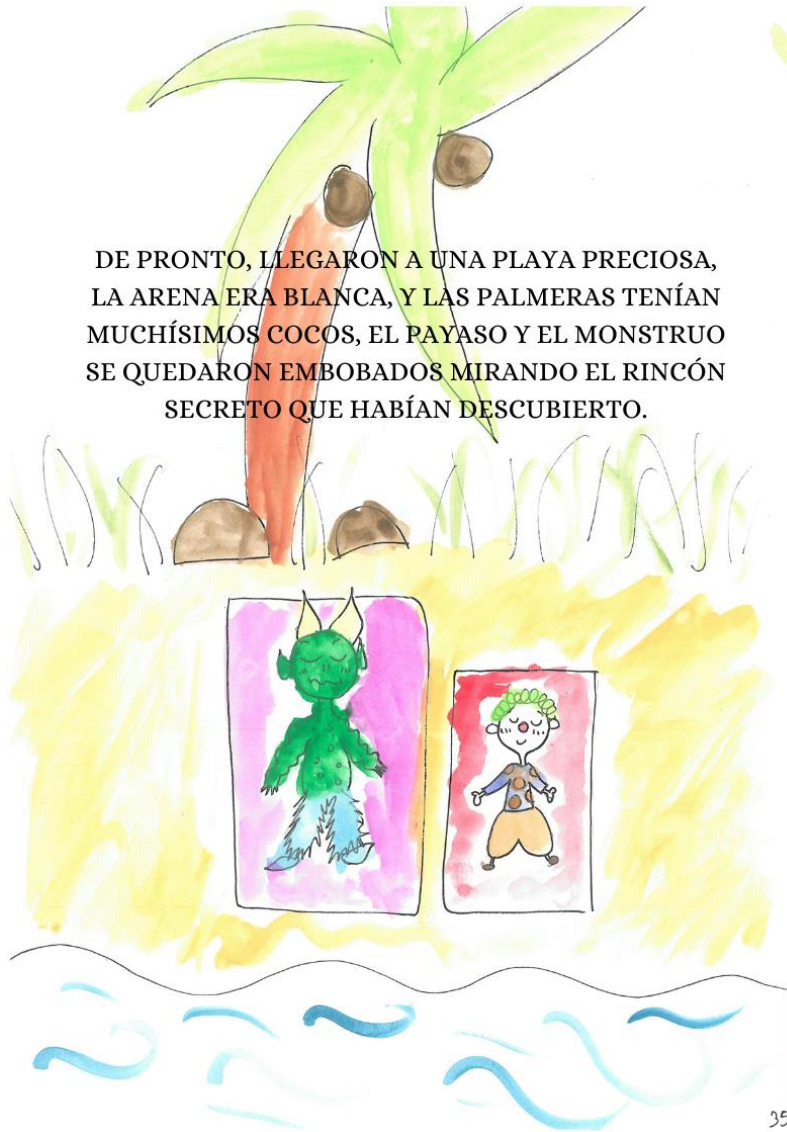 DE PRONTO, LLEGARON A UNA PLAYA PRECIOSA,
LA ARENA ERA BLANCA, Y LAS PALMERAS TENÍAN
MUCHÍSIMOS COCOS, EL PAYASO Y EL MONSTRUO
SE QUEDARON EMBOBADOS MIRANDO EL RINCÓN
SECRETO QUE HABÍAN DESCUBIERTO.
35